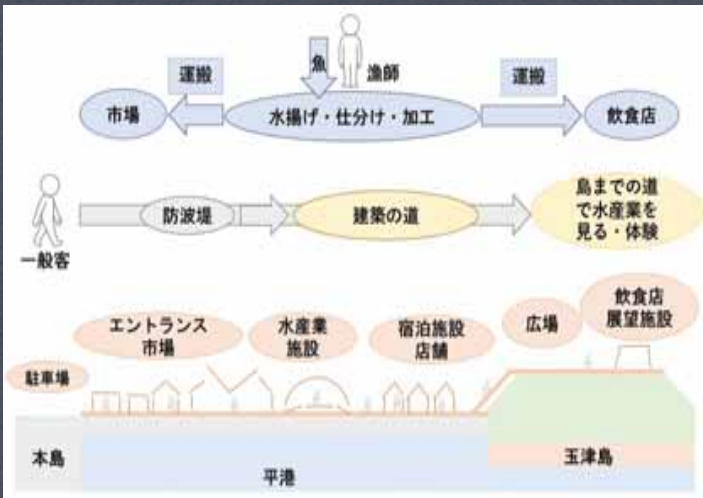 魚
漁師
運搬
運搬
市場
水揚げ・仕分け・加工
飲食店
一般客
防波堤
建築の道
島までの道
で水産業を
見る・体験
エントランス
市場
水産業
施設
宿泊施設
店舗
広場
飲食店
展望施設
駐車場
本島
平港
玉津島